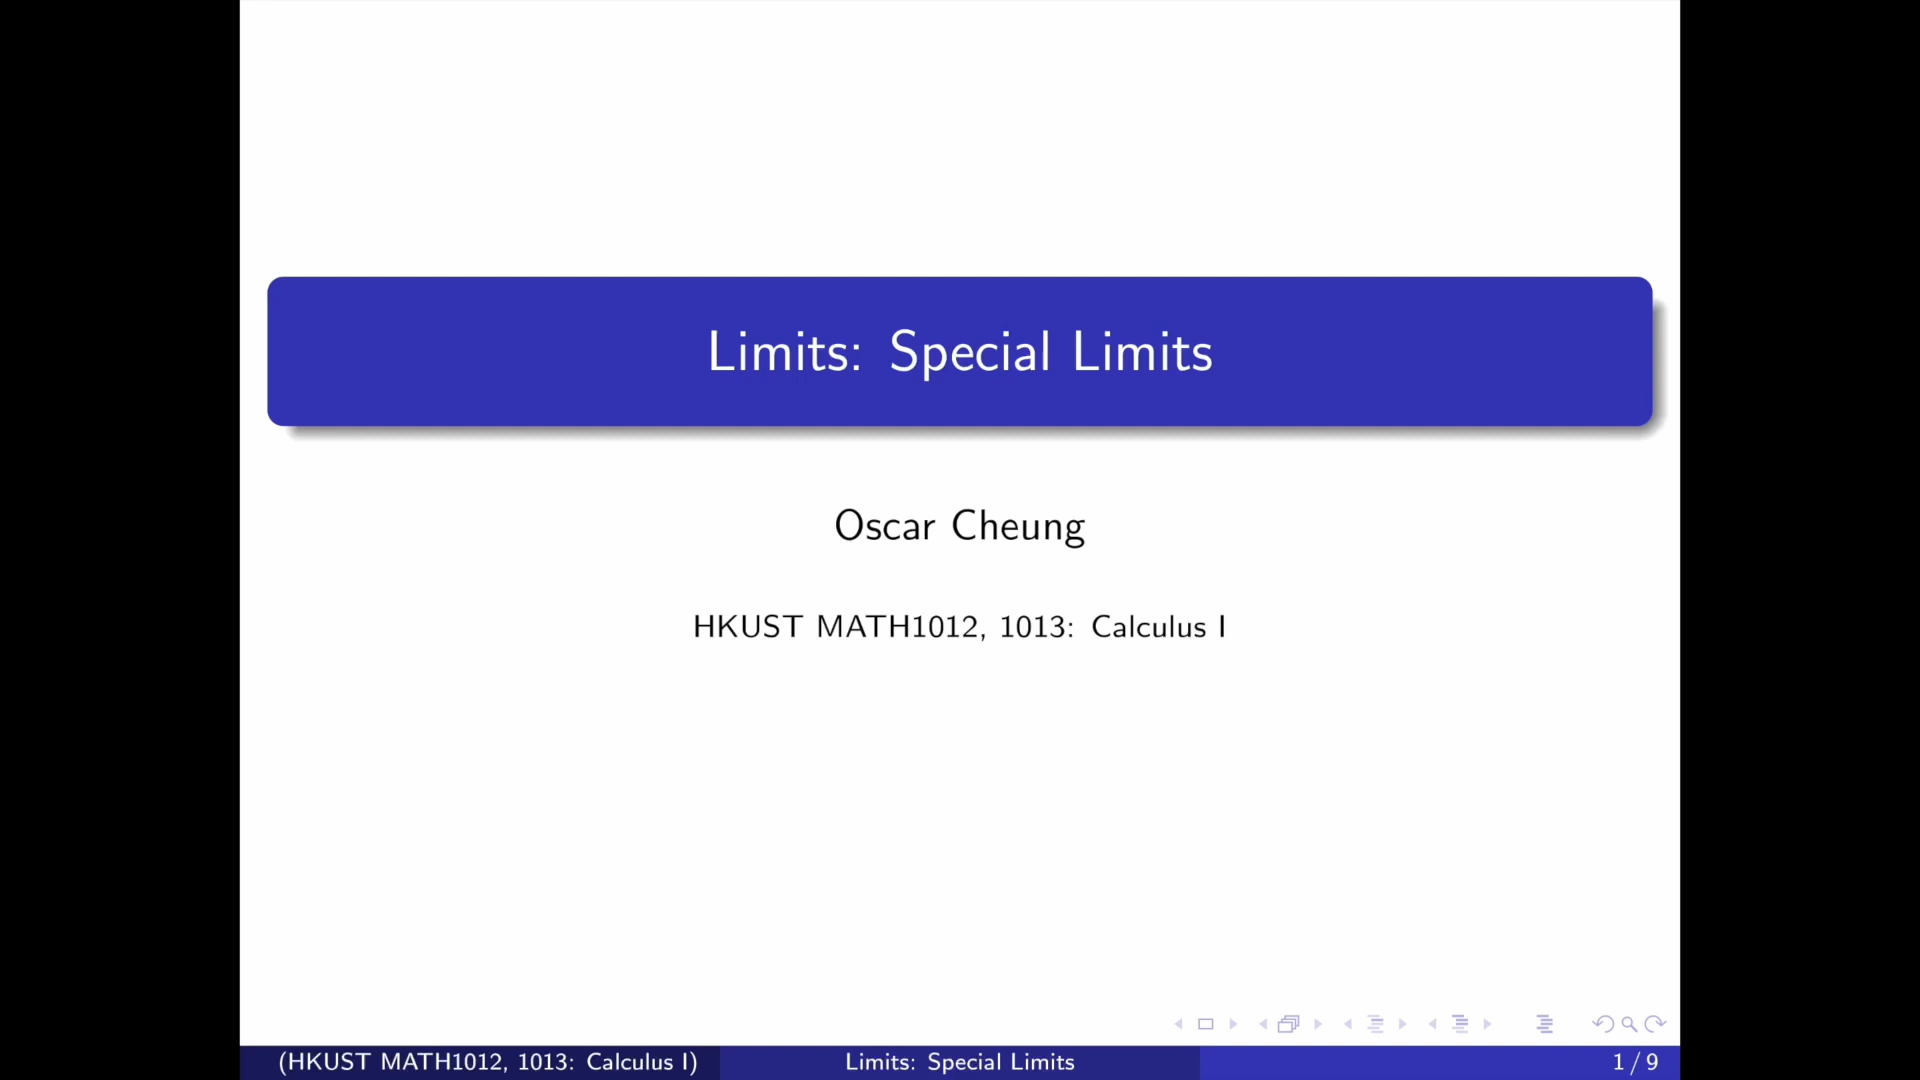 Limits: Special Limits
Oscar Cheung
HKUST MATH1012, 1013: Calculus I
(HKUST MATH1012, 1013: Calculus I)
Limits: Special Limits
1 / 9